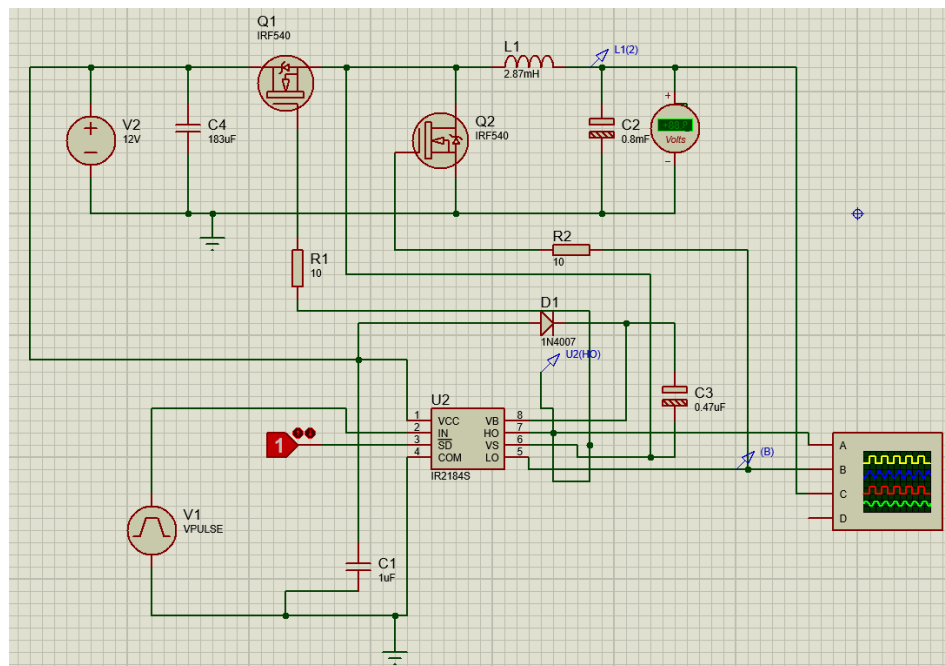 Q1
IRF540
L1
2.87mH
L1(2)
V2
12V
C4
183uF
Q2
IRF540
C2
0.8mF
+
Volts
−
R1
10
R2
10
D1
1N4007
U2(HO)
C3
0.47uF
U2
1
2
3
4
VCC
IN
SD
COM
VB
HO
VS
LO
8
7
6
5
IR2184S
1
(B)
A
B
C
D
V1
VPULSE
C1
1uF